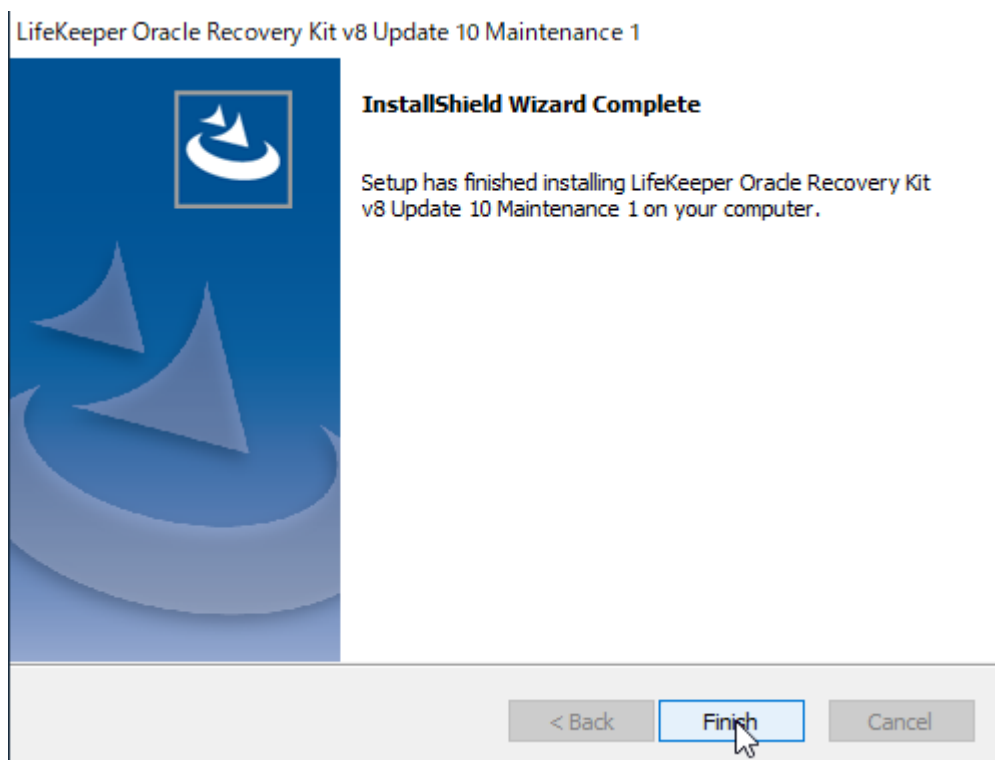 LifeKeeper Oracle Recovery Kit v8 Update 10 Maintenance 1
InstallShield Wizard Complete
Setup has finished installing LifeKeeper Oracle Recovery Kit
v8 Update 10 Maintenance 1 on your computer.
< Back
Finish
Cancel